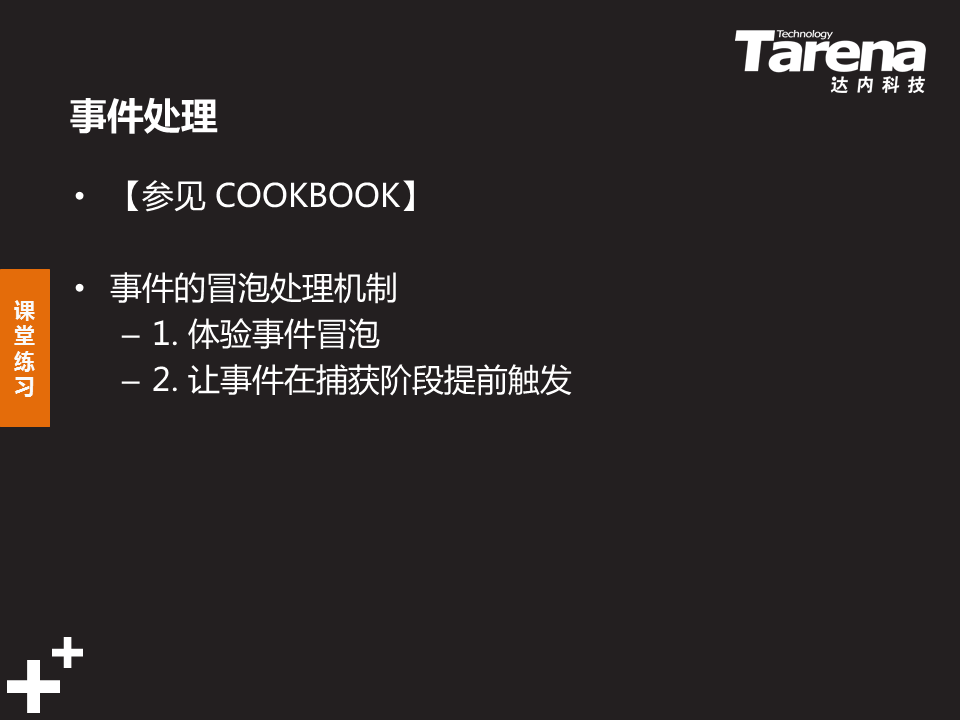 Technology
Tarena
达内科技
事件处理
• 【参见 COOKBOOK】
• 事件的冒泡处理机制
– 1. 体验事件冒泡
– 2. 让事件在捕获阶段提前触发
课
堂
练
习